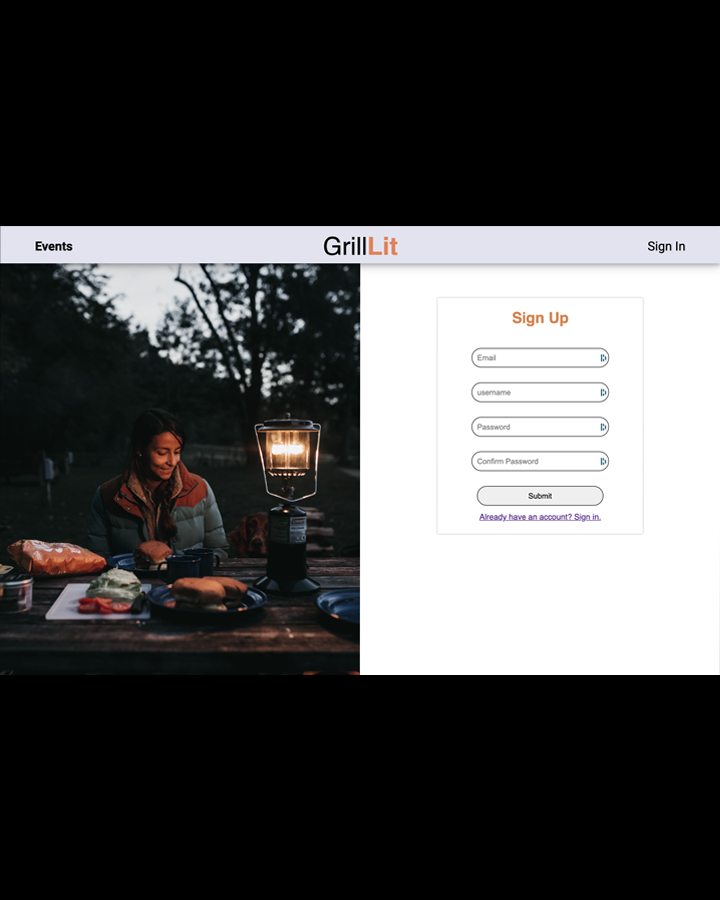 Events
GrillLit
Sign In
Sign Up
Email
username
Password
Confirm Password
Submit
Already have an account? Sign in.